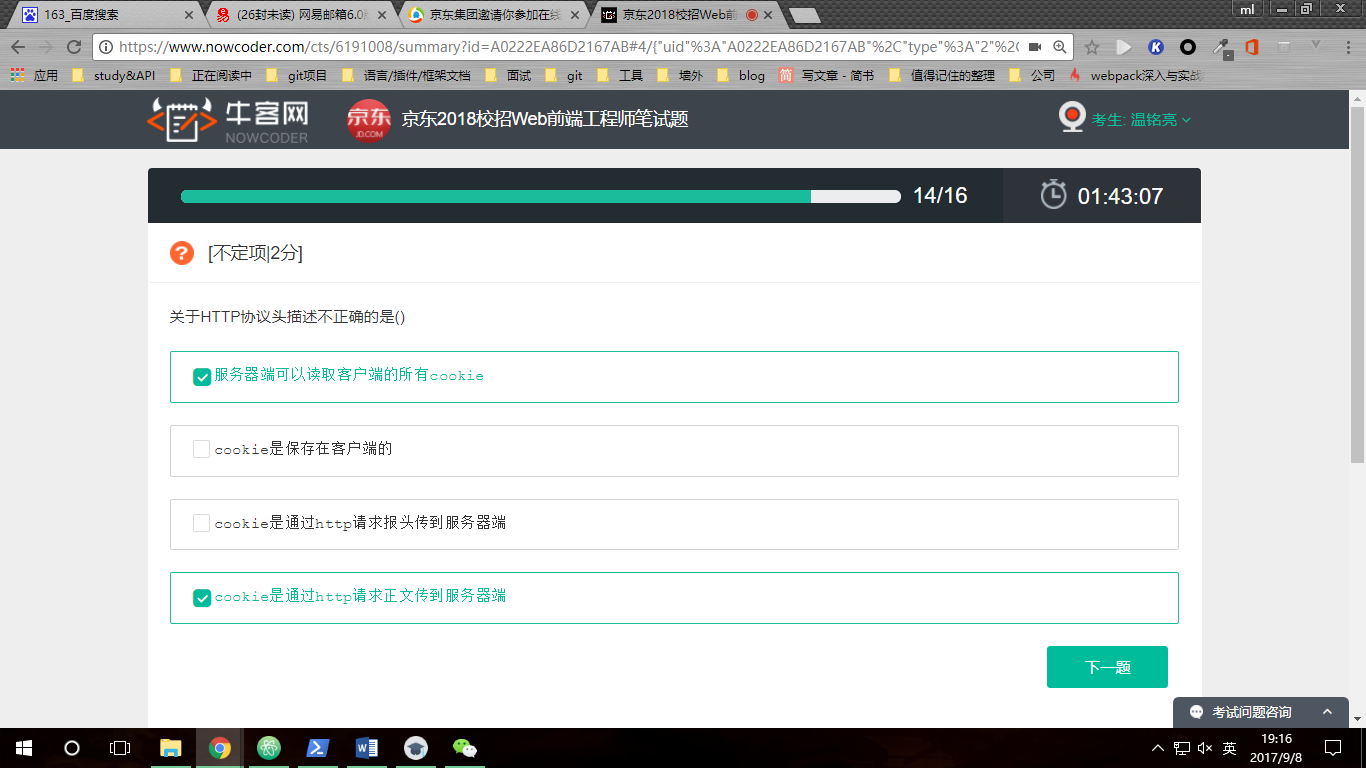 163_百度搜索
(26封未读) 网易邮箱6.0
京东集团邀请你参加在线
京东2018校招Web前
ml
https://www.nowcoder.com/cts/6191008/summary?id=A0222EA86D2167AB#4/{"uid"%3A"A0222EA86D2167AB"%2C"type"%3A"2"%2C
应用 study&API 正在阅读中 git项目 语言/插件/框架文档 面试 git 工具 墙外 blog 简 写文章 - 简书 值得记住的整理 公司 webpack深入与实战
牛客网
NOWCODER
京东
JD.COM
京东2018校招Web前端工程师笔试题
考生: 温铭亮
14/16
01:43:07
? [不定项|2分]
关于HTTP协议头描述不正确的是()
服务器端可以读取客户端的所有cookie
cookie是保存在客户端的
cookie是通过http请求报头传到服务器端
cookie是通过http请求正文传到服务器端
下一题
考试问题咨询
英
19:16
2017/9/8